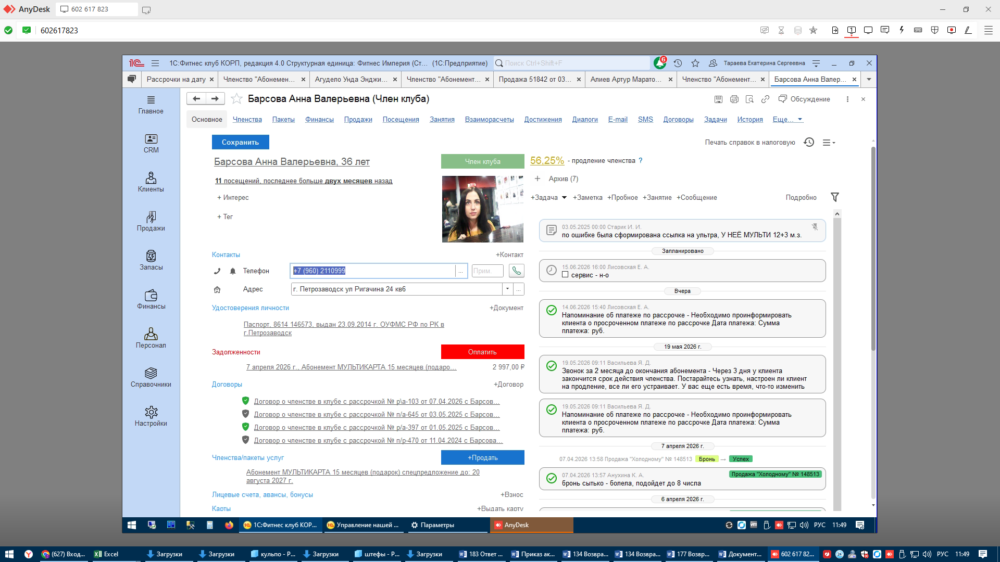 AnyDesk
602 617 823
602617823
1С:Фитнес клуб КОРП, редакция 4.0 Структурная единица: Фитнес Империя (Ст... (1С:Предприятие)
Поиск Ctrl+Shift+F
6
Тараева Екатерина Сергеевна
Рассрочки на дату
Членство "Абонемен...
Агудело Унда Энджи...
Членство "Абонемент...
Продажа 51842 от 03...
Алиев Артур Марато...
Членство "Абонемент...
Барсова Анна Валер...
Главное
CRM
Клиенты
Продажи
Запасы
Финансы
Персонал
Справочники
Настройки
Барсова Анна Валерьевна (Член клуба)
Обсуждение
Основное Членства Пакеты Финансы Продажи Посещения Занятия Взаиморасчеты Достижения Диалоги E-mail SMS Договоры Задачи История Еще...
Сохранить
Печать справок в налоговую
Барсова Анна Валерьевна, 36 лет
Член клуба
11 посещений, последнее больше двух месяцев назад
+ Интерес
+ Тег
Контакты
+Контакт
Телефон
+7 (960) 2110999
...
Прим.
Адрес
г. Петрозаводск ул Ригачина 24 кв6
...
Удостоверения личности
+Документ
Паспорт, 8614 146573, выдан 23.09.2014 г. ОУФМС РФ по РК в
г.Петрозаводск
Задолженности
Оплатить
7 апреля 2026 г., Абонемент МУЛЬТИКАРТА 15 месяцев (подаро...
2 997,00 ₽
Договоры
+Договор
Договор о членстве в клубе с рассрочкой № р\а-103 от 07.04.2026 с Барсов...
Договор о членстве в клубе с рассрочкой № п/а-645 от 03.05.2025 с Барсов...
Договор о членстве в клубе с рассрочкой № р/а-397 от 01.05.2025 с Барсов...
Договор о членстве в клубе с рассрочкой № п/р-470 от 11.04.2024 с Барсова...
Членства/пакеты услуг
+Продать
Абонемент МУЛЬТИКАРТА 15 месяцев (подарок) спецпредложение до: 20
августа 2027 г.
Лицевые счета, авансы, бонусы
+Взнос
Карты
+Выдать карту
56,25% - продление членства ?
+ Архив (7)
+Задача +Заметка +Пробное +Занятие +Сообщение
Подробно
03.05.2025 00:00 Старик И. И.
по ошибке была сформирована ссылка на ультра, У НЕЁ МУЛЬТИ 12+3 м.з.
Запланировано
15.06.2026 16:00 Лисовская Е. А.
сервис - н-о
Вчера
14.06.2026 15:40 Лисовская Е. А.
Напоминание об платеже по рассрочке - Необходимо проинформировать
клиента о просроченном платеже по рассрочке Дата платежа: Сумма
платежа: руб.
19 мая 2026 г.
19.05.2026 09:11 Васильева Я. Д.
Звонок за 2 месяца до окончания абонемента - Через 3 дня у клиента
закончится срок действия членства. Постарайтесь узнать, настроен ли клиент
на продление, все ли его устраивает. У вас еще есть время, что-то изменить
19.05.2026 09:11 Васильева Я. Д.
Напоминание об платеже по рассрочке - Необходимо проинформировать
клиента о просроченном платеже по рассрочке Дата платежа: Сумма
платежа: руб.
7 апреля 2026 г.
07.04.2026 13:58 Продажа "Холодному" № 148513 Бронь → Успех
07.04.2026 13:57 Анухина К. А.
Продажа "Холодному" № 148513
бронь сытько - болела, подойдет до 8 числа
6 апреля 2026 г.
1С:Фитнес клуб КОР...
Управление нашей ...
Параметры
AnyDesk
РУС
11:49
(627) Вход...
Excel
Загрузки
Загрузки
кульпо - P...
Загрузки
штефы - P...
Загрузки
183 Ответ ...
Приказ ак...
134 Возвра...
134 Возвра...
177 Возвр...
Документ...
602 617 82...
РУС
11:49